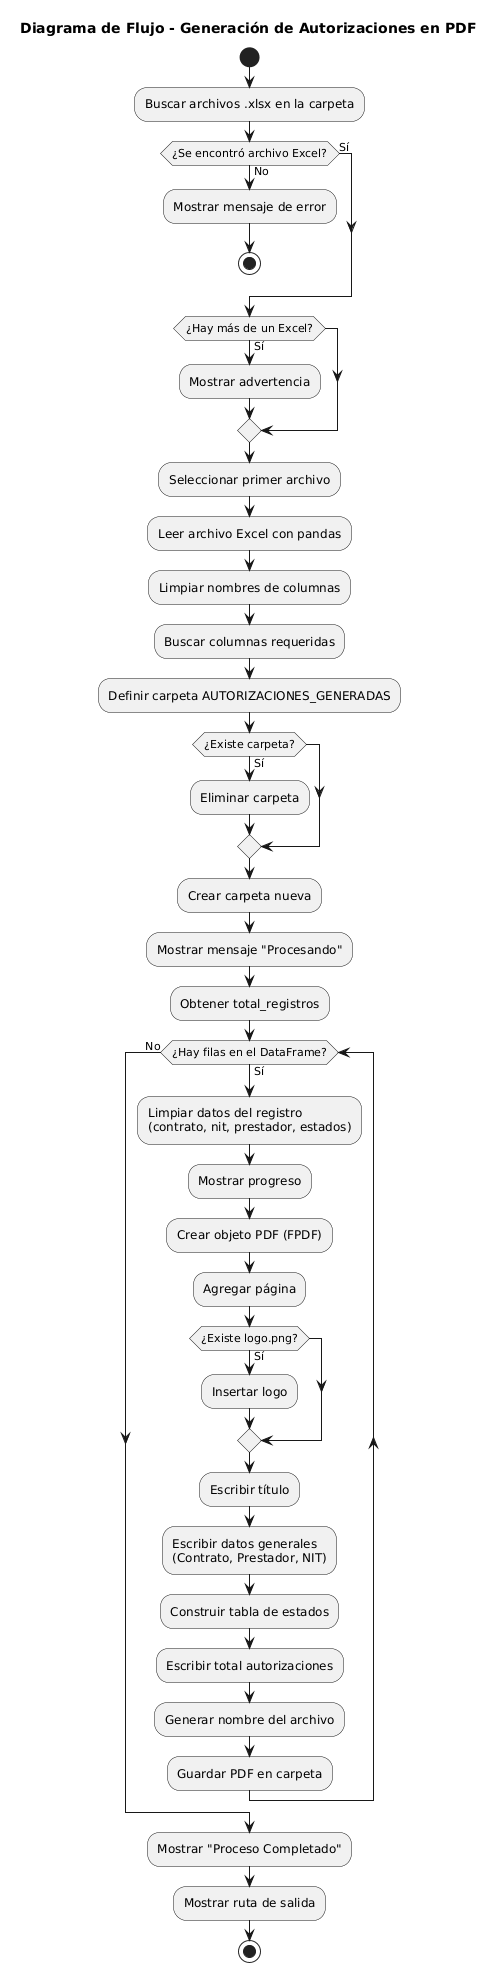 Diagrama de Flujo - Generación de Autorizaciones en PDF
Buscar archivos .xlsx en la carpeta
¿Se encontró archivo Excel?
Sí
No
Mostrar mensaje de error
¿Hay más de un Excel?
Sí
Mostrar advertencia
Seleccionar primer archivo
Leer archivo Excel con pandas
Limpiar nombres de columnas
Buscar columnas requeridas
Definir carpeta AUTORIZACIONES_GENERADAS
¿Existe carpeta?
Sí
Eliminar carpeta
Crear carpeta nueva
Mostrar mensaje "Procesando"
Obtener total_registros
No
¿Hay filas en el DataFrame?
Sí
Limpiar datos del registro
(contrato, nit, prestador, estados)
Mostrar progreso
Crear objeto PDF (FPDF)
Agregar página
¿Existe logo.png?
Sí
Insertar logo
Escribir título
Escribir datos generales
(Contrato, Prestador, NIT)
Construir tabla de estados
Escribir total autorizaciones
Generar nombre del archivo
Guardar PDF en carpeta
Mostrar "Proceso Completado"
Mostrar ruta de salida